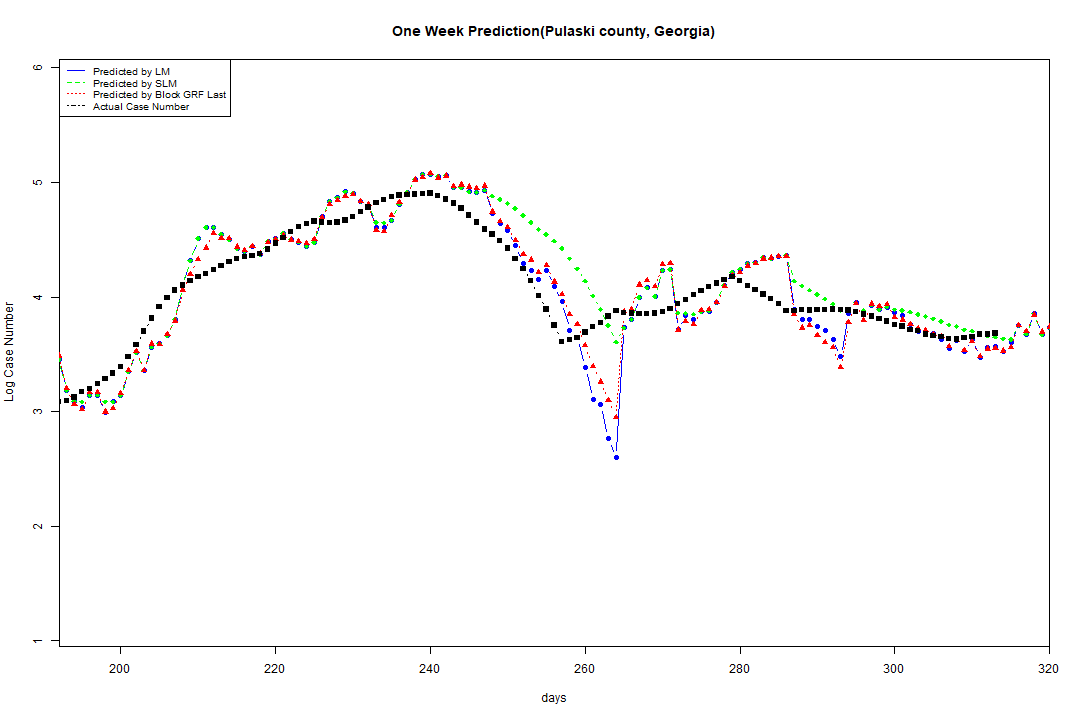 One Week Prediction(Pulaski county, Georgia)
Predicted by LM
Predicted by SLM
Predicted by Block GRF Last
Actual Case Number
6
5
4
3
2
1
Log Case Number
200 220 240 260 280 300 320
days